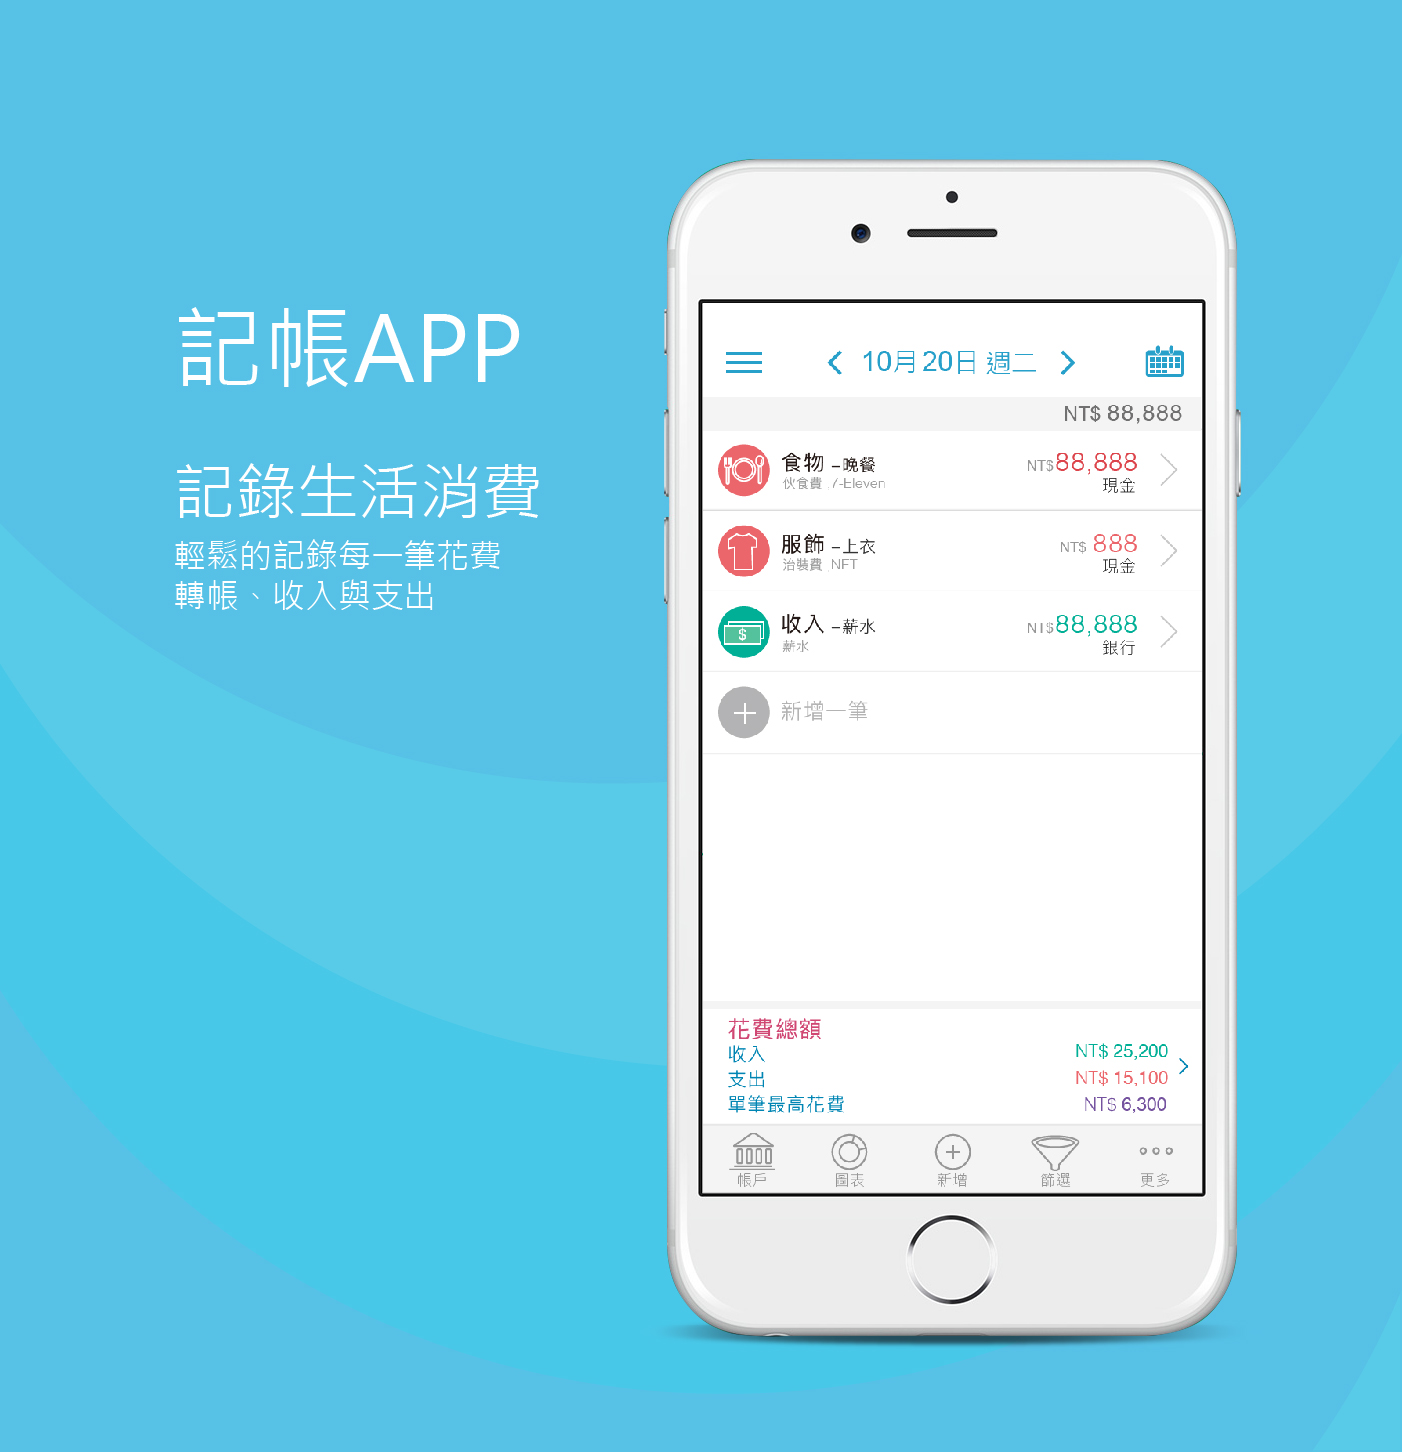 記帳APP
記錄生活消費
輕鬆的記錄每一筆花費
轉帳、收入與支出
10月20日 週二
NT$ 88,888
食物 –晚餐
NT$88,888
伙食費 7-Eleven
現金
服飾 –上衣
NT$ 888
治裝費 NET
現金
$
收入 –薪水
NT$88,888
薪水
銀行
新增一筆
花費總額
收入
NT$ 25,200
支出
NT$ 15,100
單筆最高花費
NTS 6,300
帳戶
圖表
新增
篩選
更多